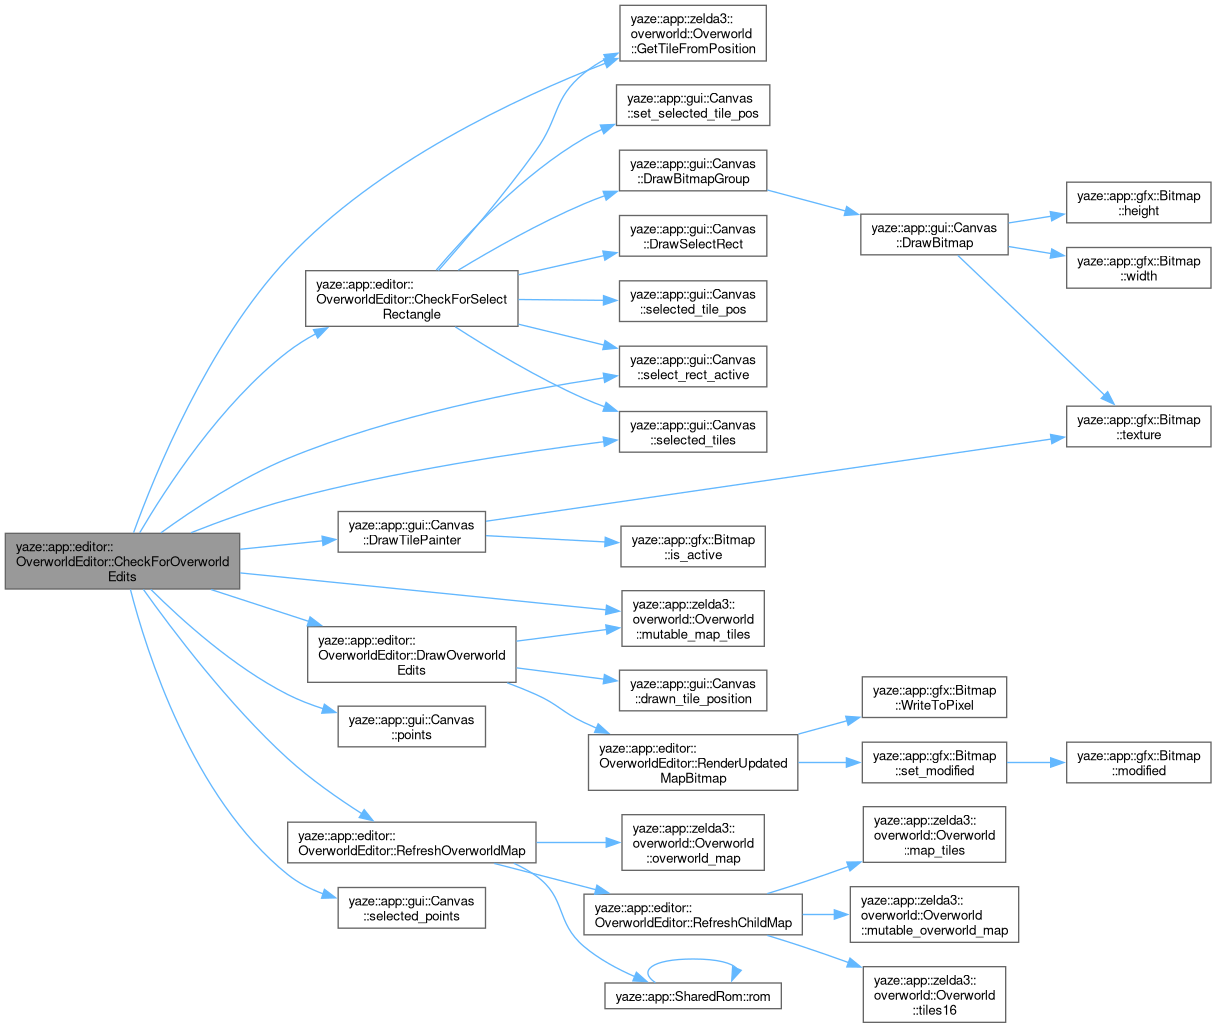 yaze::app::zelda3::
overworld::Overworld
::GetTileFromPosition
yaze::app::gui::Canvas
::set_selected_tile_pos
yaze::app::gui::Canvas
::DrawBitmapGroup
yaze::app::gfx::Bitmap
::height
yaze::app::gui::Canvas
::DrawSelectRect
yaze::app::gui::Canvas
::DrawBitmap
yaze::app::gfx::Bitmap
::width
yaze::app::editor::
OverworldEditor::CheckForSelect
Rectangle
yaze::app::gui::Canvas
::selected_tile_pos
yaze::app::gui::Canvas
::select_rect_active
yaze::app::gui::Canvas
::selected_tiles
yaze::app::gfx::Bitmap
::texture
yaze::app::editor::
OverworldEditor::CheckForOverworld
Edits
yaze::app::gui::Canvas
::DrawTilePainter
yaze::app::gfx::Bitmap
::is_active
yaze::app::zelda3::
overworld::Overworld
::mutable_map_tiles
yaze::app::editor::
OverworldEditor::DrawOverworld
Edits
yaze::app::gui::Canvas
::drawn_tile_position
yaze::app::gfx::Bitmap
::WriteToPixel
yaze::app::gui::Canvas
::points
yaze::app::editor::
OverworldEditor::RenderUpdated
MapBitmap
yaze::app::gfx::Bitmap
::set_modified
yaze::app::gfx::Bitmap
::modified
yaze::app::editor::
OverworldEditor::RefreshOverworldMap
yaze::app::zelda3::
overworld::Overworld
::overworld_map
yaze::app::zelda3::
overworld::Overworld
::map_tiles
yaze::app::gui::Canvas
::selected_points
yaze::app::editor::
OverworldEditor::RefreshChildMap
yaze::app::zelda3::
overworld::Overworld
::mutable_overworld_map
yaze::app::SharedRom::rom
yaze::app::zelda3::
overworld::Overworld
::tiles16